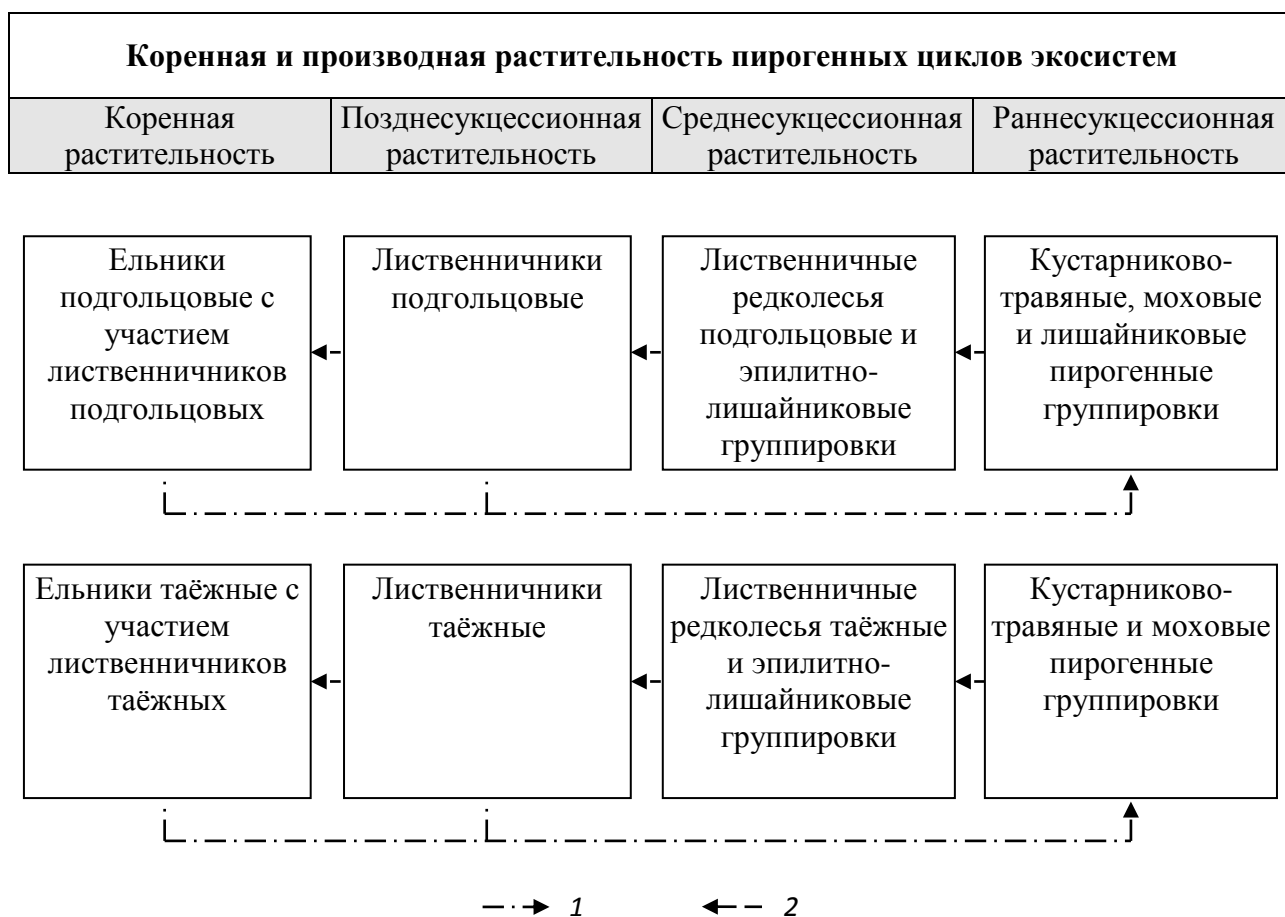 Коренная и производная растительность пирогенных циклов экосистем
Коренная
растительность
Позднесукцессионная
растительность
Среднесукцессионная
растительность
Раннесукцессионная
растительность
Ельники
подгольцовые с
участием
лиственничников
подгольцовых
Лиственничники
подгольцовые
Лиственничные
редколесья
подгольцовые и
эпилитно-
лишайниковые
группировки
Кустарниково-
травяные, моховые
и лишайниковые
пирогенные
группировки
Ельники таёжные с
участием
лиственничников
таёжных
Лиственничники
таёжные
Лиственничные
редколесья таёжные
и эпилитно-
лишайниковые
группировки
Кустарниково-
травяные и моховые
пирогенные
группировки
1
2